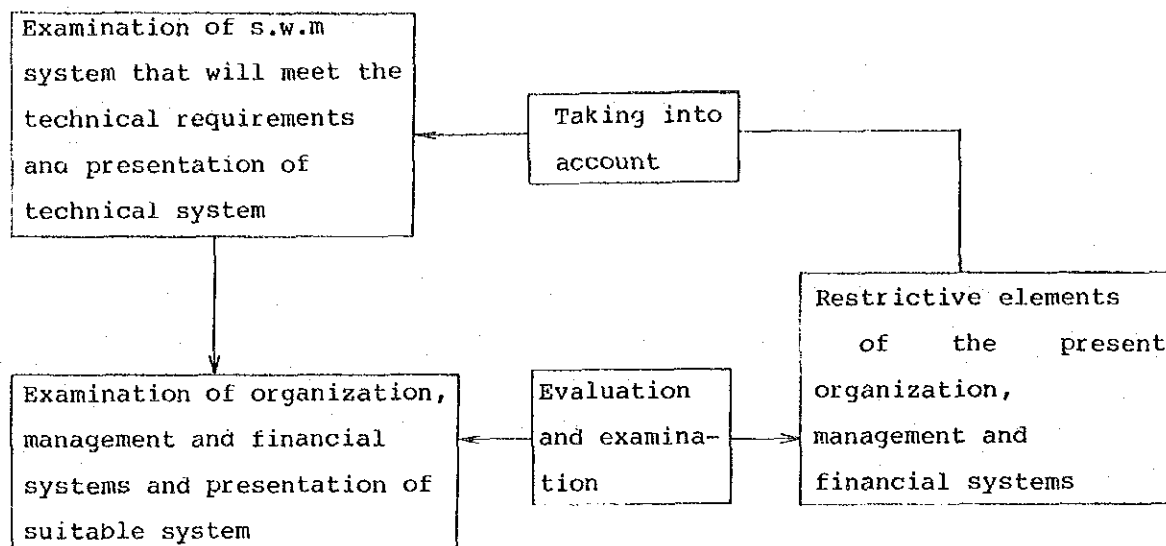 Examination of s.w.m
system that will meet the
technical requirements
and presentation of
technical system
Taking into
account
Restrictive elements
of the present
organization,
management and
financial systems
Examination of organization,
management and financial
systems and presentation of
suitable system
Evaluation
and examina-
tion